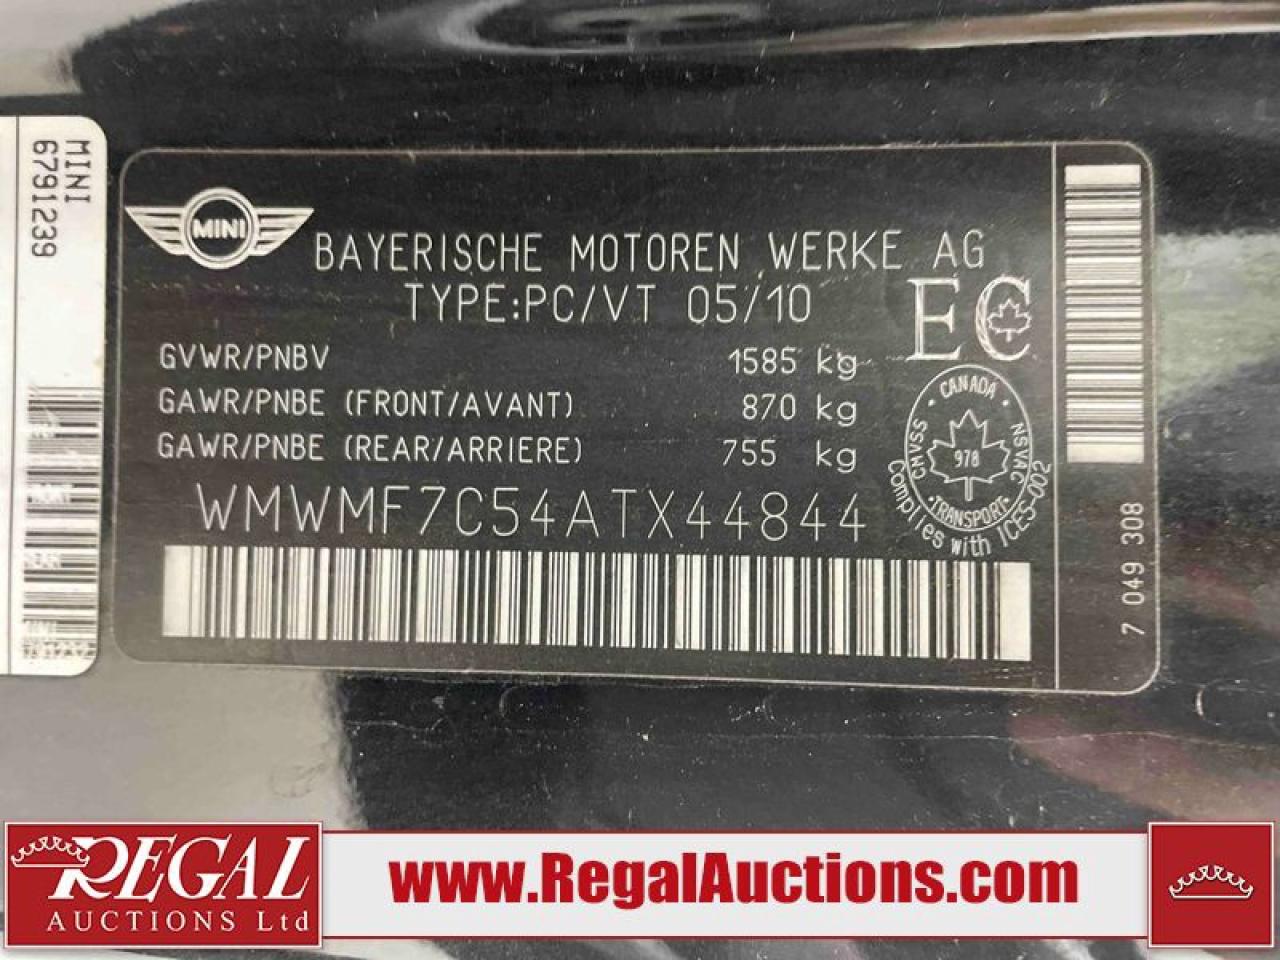 MINI
6791239
MINI
BAYERISCHE MOTOREN WERKE AG
TYPE:PC/VT 05/10
EC
GVWR/PNBV 1585 kg
GAWR/PNBE (FRONT/AVANT) 870 kg
GAWR/PNBE (REAR/ARRIERE) 755 kg
CANADA
CMVSS
NSVAC
978
TRANSPORT
Complies with ICES-002
WMWMF7C54ATX44844
7 049 308
REGAL
AUCTIONS Ltd
www.RegalAuctions.com